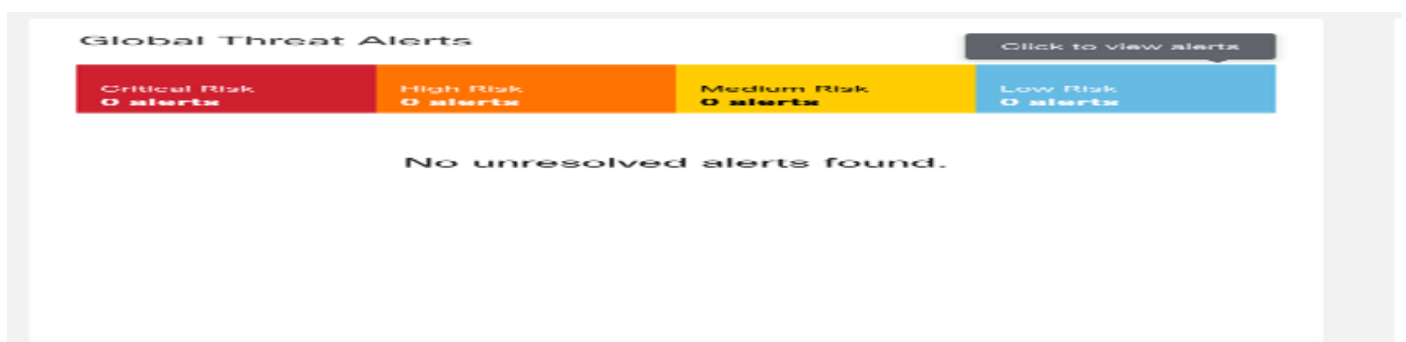 Global Threat Alerts
Click to view alerts
Critical Risk
0 alerts
High Risk
0 alerts
Medium Risk
0 alerts
Low Risk
0 alerts
No unresolved alerts found.